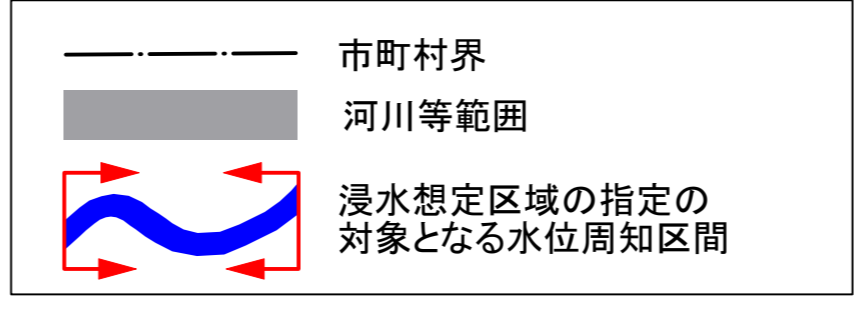 市町村界
河川等範囲
浸水想定区域の指定の
対象となる水位周知区間